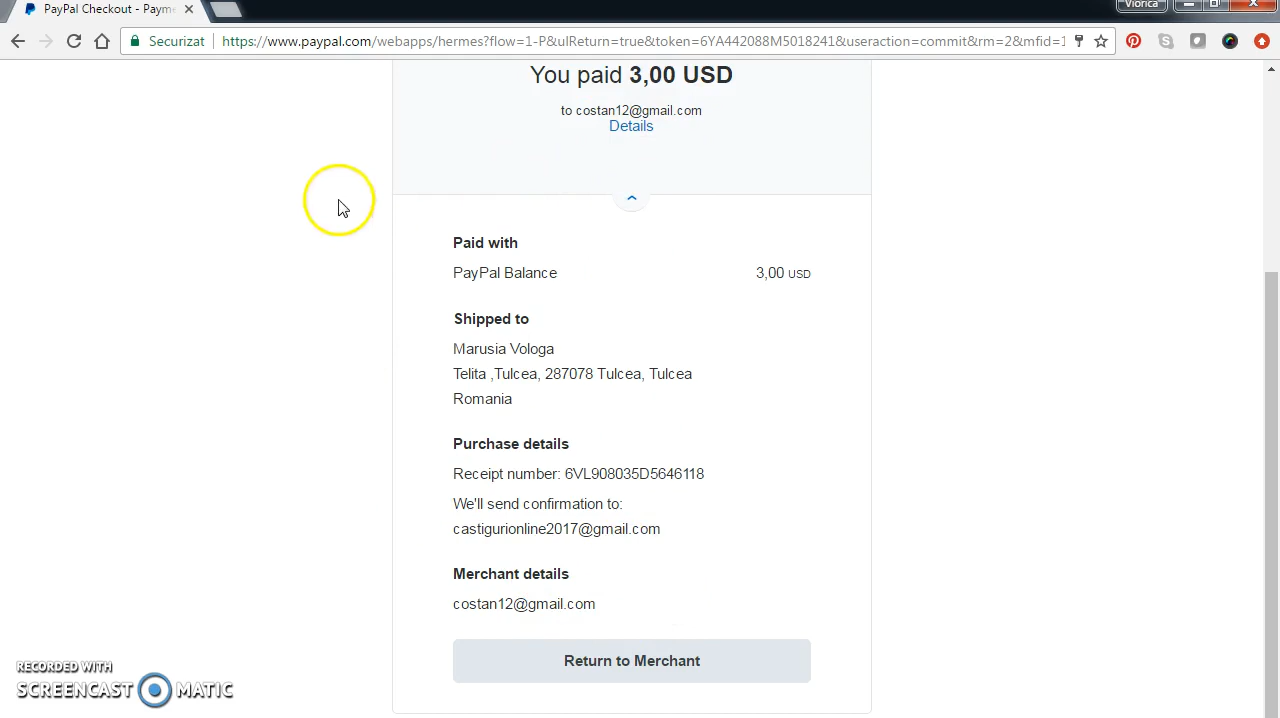 PayPal Checkout - Payme
Viorica
Securizat
https://www.paypal.com/webapps/hermes?flow=1-P&ulReturn=true&token=6YA442088M5018241&useraction=commit&rm=2&mfid=1
You paid 3,00 USD
to costan12@gmail.com
Details
Paid with
PayPal Balance 3,00 USD
Shipped to
Marusia Vologa
Telita ,Tulcea, 287078 Tulcea, Tulcea
Romania
Purchase details
Receipt number: 6VL908035D5646118
We'll send confirmation to:
castigurionline2017@gmail.com
Merchant details
costan12@gmail.com
Return to Merchant
RECORDED WITH
SCREENCAST MATIC